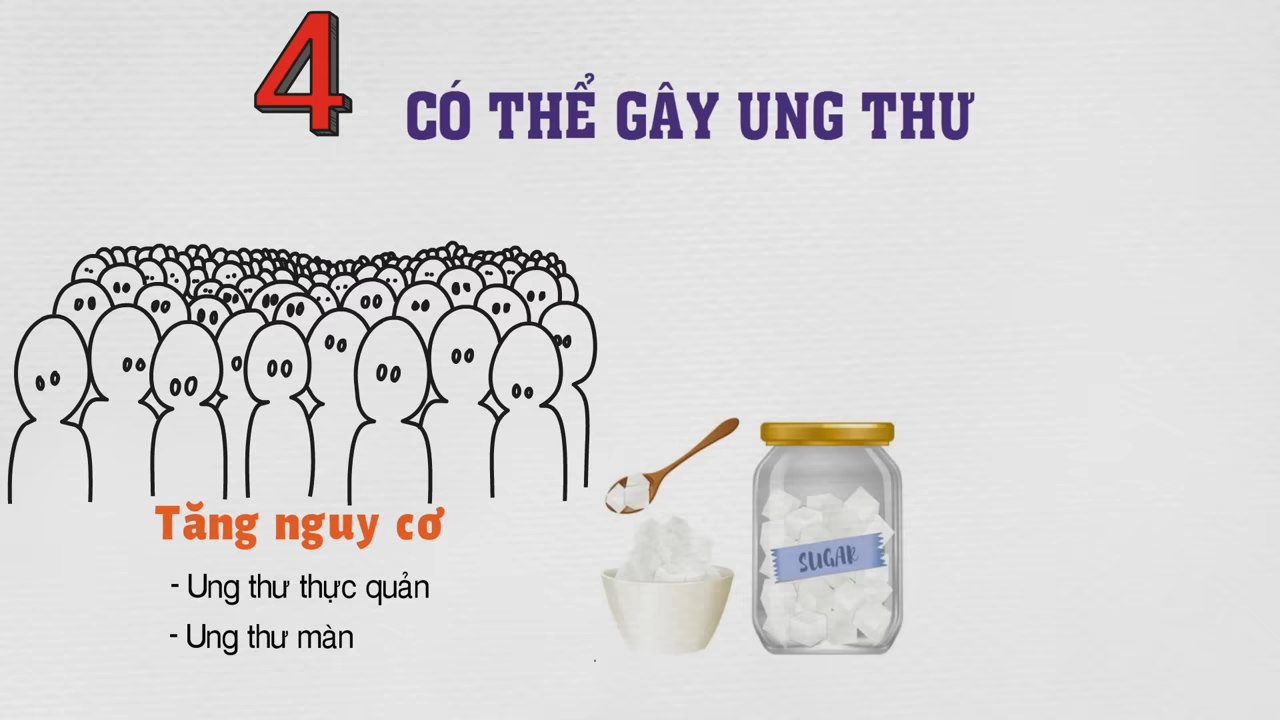 4
CÓ THỂ GÂY UNG THƯ
Tăng nguy cơ
- Ung thư thực quản
- Ung thư màn
SUGAR